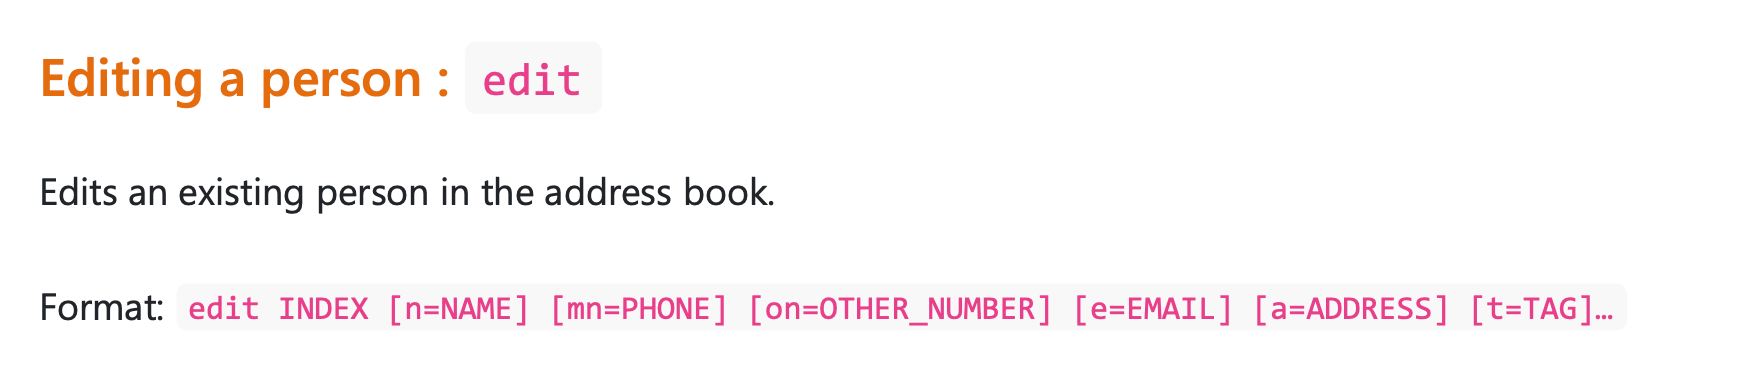 Editing a person : edit
Edits an existing person in the address book.
Format: edit INDEX [n=NAME] [mn=PHONE] [on=OTHER_NUMBER] [e=EMAIL] [a=ADDRESS] [t=TAG]…